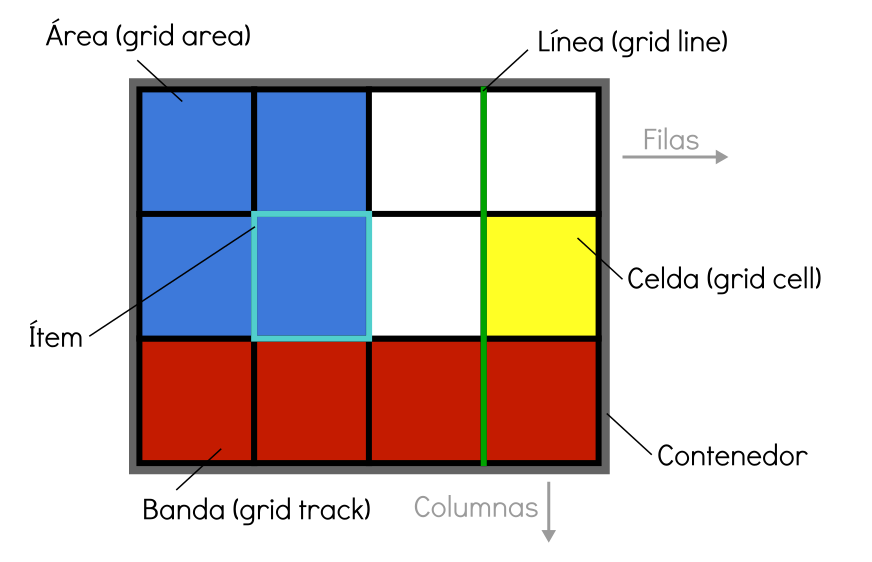 Área (grid area)
Línea (grid line)
Filas
Celda (grid cell)
Ítem
Contenedor
Banda (grid track)
Columnas